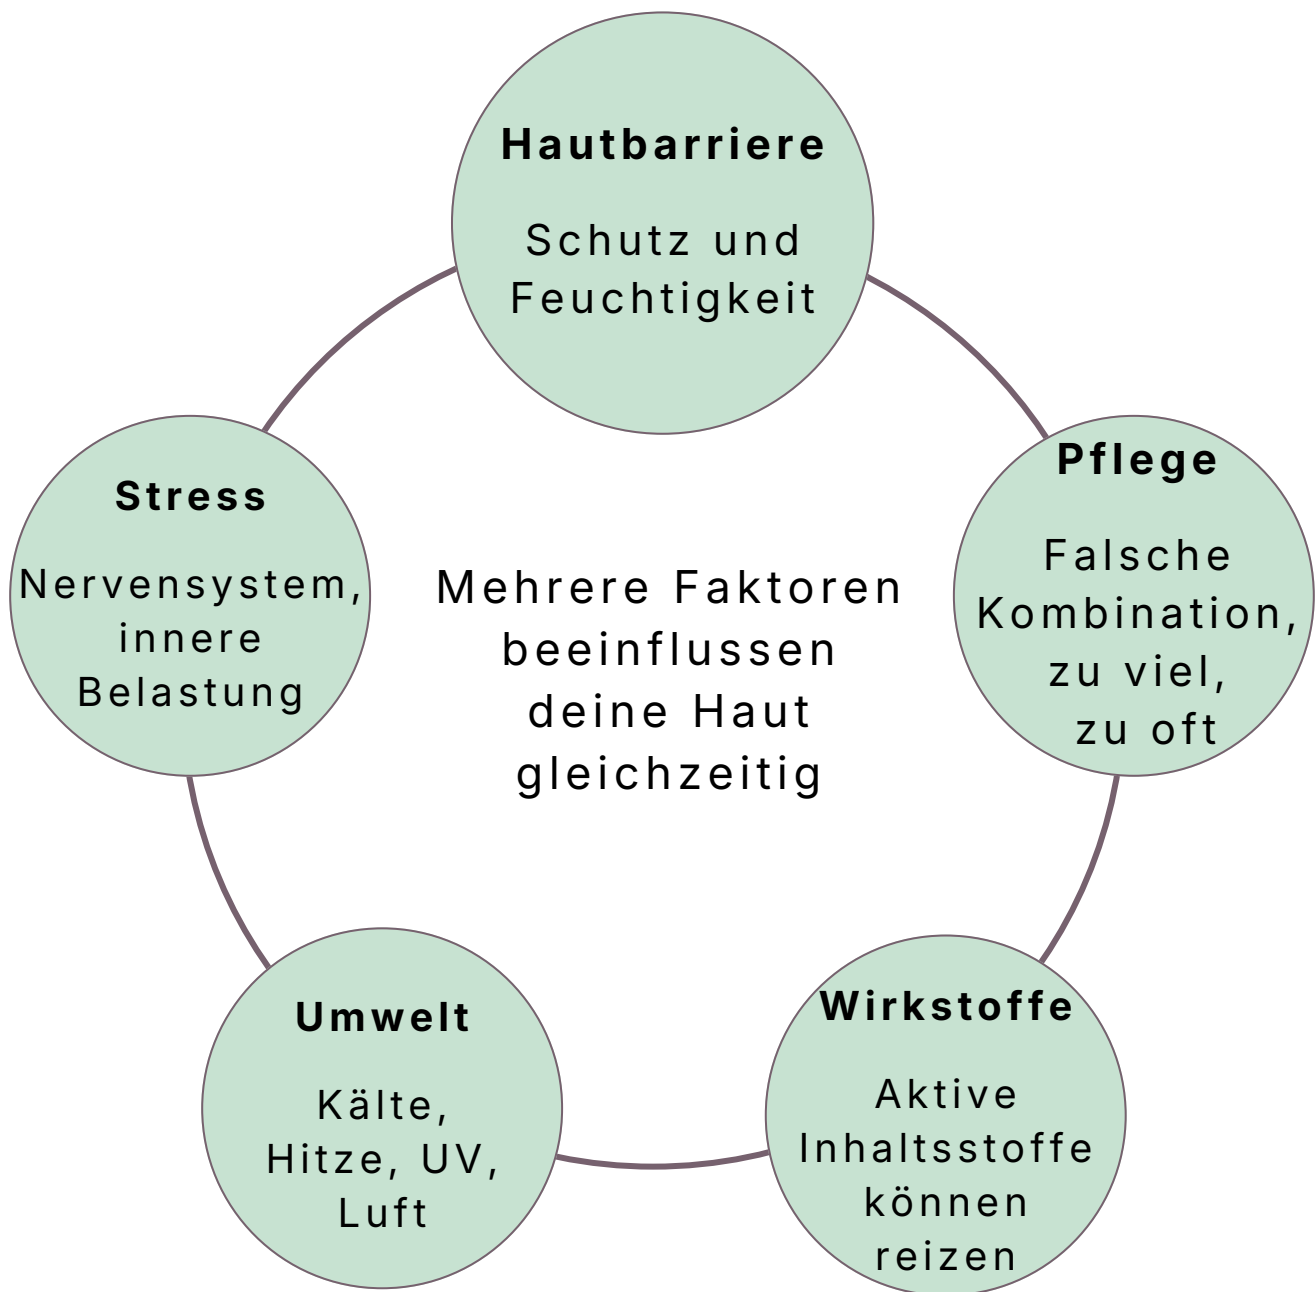 Hautbarriere
Schutz und
Feuchtigkeit
Pflege
Falsche
Kombination,
zu viel,
zu oft
Wirkstoffe
Aktive
Inhaltsstoffe
können
reizen
Umwelt
Kälte,
Hitze, UV,
Luft
Stress
Nervensystem,
innere
Belastung
Mehrere Faktoren
beeinflussen
deine Haut
gleichzeitig